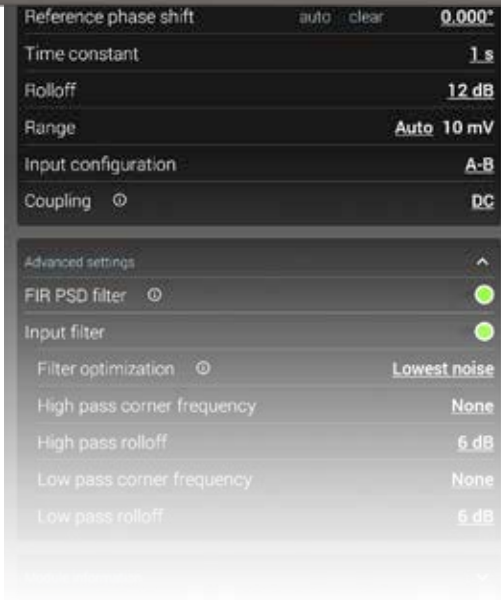 Reference phase shift auto clear 0.000°
Time constant 1 s
Rolloff 12 dB
Range Auto 10 mV
Input configuration A-B
Coupling DC
Advanced settings
FIR PSD filter
Input filter
Filter optimization Lowest noise
High pass corner frequency None
High pass rolloff 6 dB
Low pass corner frequency None
Low pass rolloff 6 dB